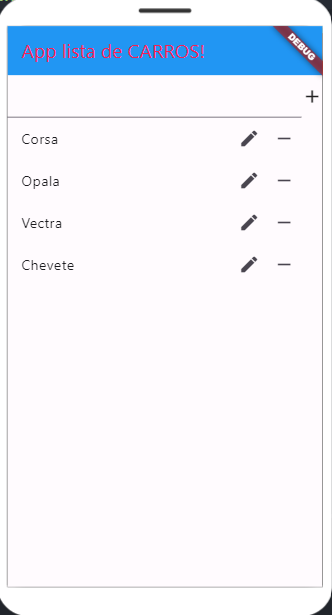 App lista de CARROS!
DEBUG
Corsa
Opala
Vectra
Chevete